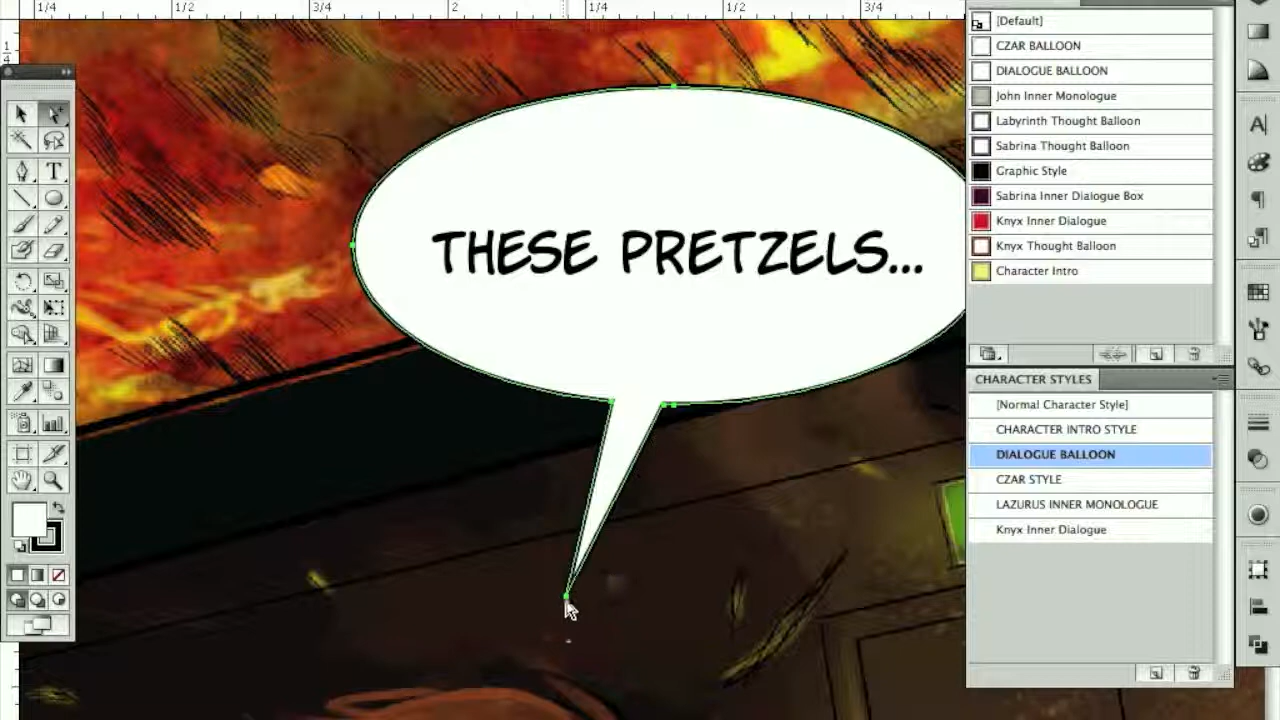 1/4 1/2 3/4 2 1/4 1/2 3/4
1
4
THESE PRETZELS...
[Default]
CZAR BALLOON
DIALOGUE BALLOON
John Inner Monologue
Labyrinth Thought Balloon
Sabrina Thought Balloon
Graphic Style
Sabrina Inner Dialogue Box
Knyx Inner Dialogue
Knyx Thought Balloon
Character Intro
CHARACTER STYLES
[Normal Character Style]
CHARACTER INTRO STYLE
DIALOGUE BALLOON
CZAR STYLE
LAZURUS INNER MONOLOGUE
Knyx Inner Dialogue